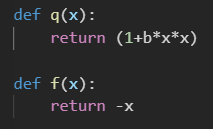 def q(x):
    return (1+b*x*x)
def f(x):
    return -x